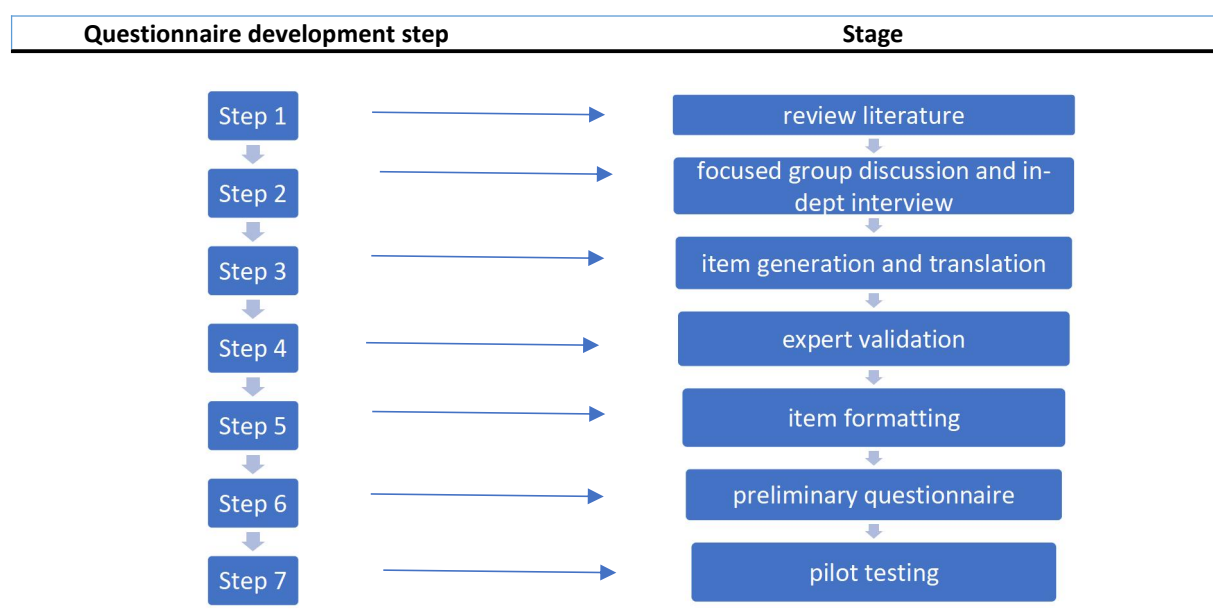 Questionnaire development step Stage
Step 1 review literature
Step 2 focused group discussion and in-
dept interview
Step 3 item generation and translation
Step 4 expert validation
Step 5 item formatting
Step 6 preliminary questionnaire
Step 7 pilot testing